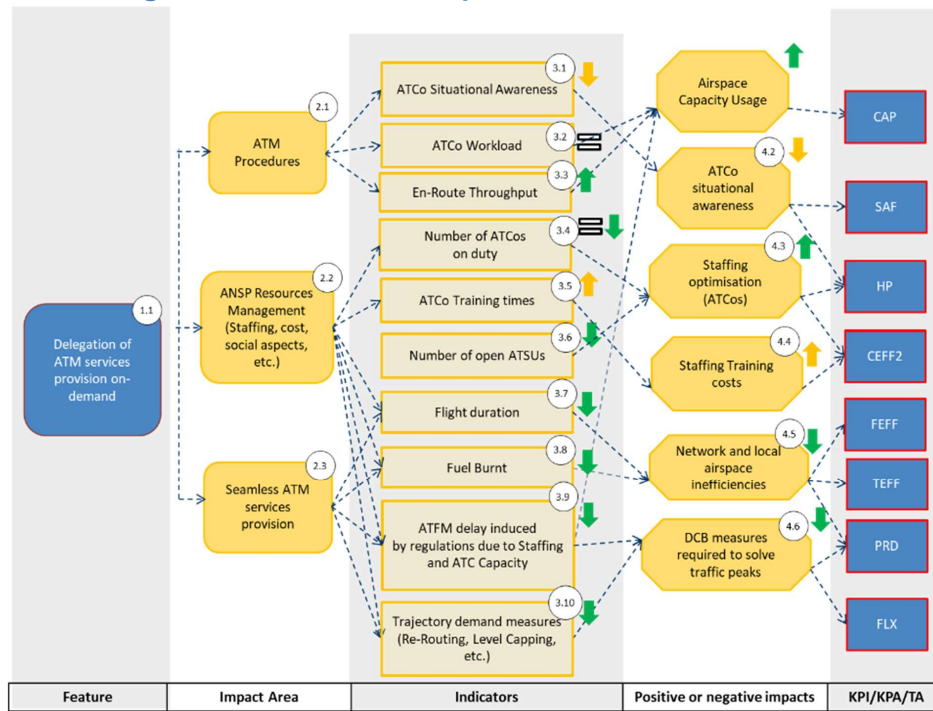 1.1
Delegation of
ATM services
provision on-
demand
2.1
ATM
Procedures
2.2
ANSP Resources
Management
(Staffing, cost,
social aspects,
etc.)
2.3
Seamless ATM
services
provision
3.1
ATCo Situational Awareness
3.2
ATCo Workload
3.3
En-Route Throughput
3.4
Number of ATCos
on duty
3.5
ATCo Training times
3.6
Number of open ATSUs
3.7
Flight duration
3.8
Fuel Burnt
3.9
ATFM delay induced
by regulations due to Staffing
and ATC Capacity
3.10
Trajectory demand measures
(Re-Routing, Level Capping,
etc.)
Airspace
Capacity Usage
4.2
ATCo
situational
awareness
4.3
Staffing
optimisation
(ATCos)
4.4
Staffing Training
costs
4.5
Network and local
airspace
inefficiencies
4.6
DCB measures
required to solve
traffic peaks
CAP
SAF
HP
CEFF2
FEFF
TEFF
PRD
FLX
Feature
Impact Area
Indicators
Positive or negative impacts
KPI/KPA/TA